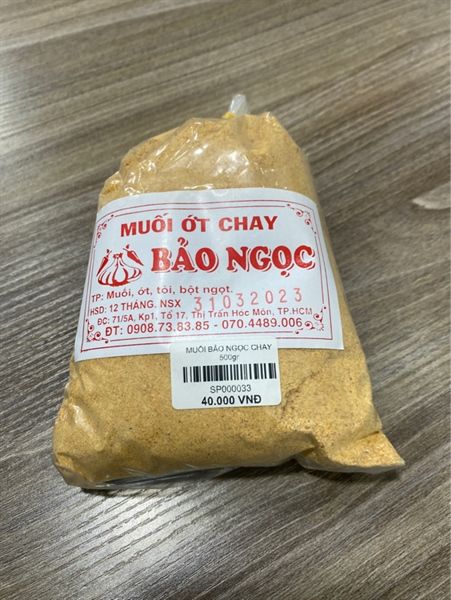 MUỐI ỚT CHAY
BẢO NGỌC
TP: Muối, ớt, tỏi, bột ngọt.
HSD: 12 THÁNG. NSX 31032023
ĐC: 71/5A, Kp1, Tổ 17, Thị Trấn Hóc Môn, TP.HCM
ĐT: 0908.73.83.85 - 070.4489.006
MUỐI BẢO NGỌC CHAY
500gr
SP000033
40.000 VNĐ